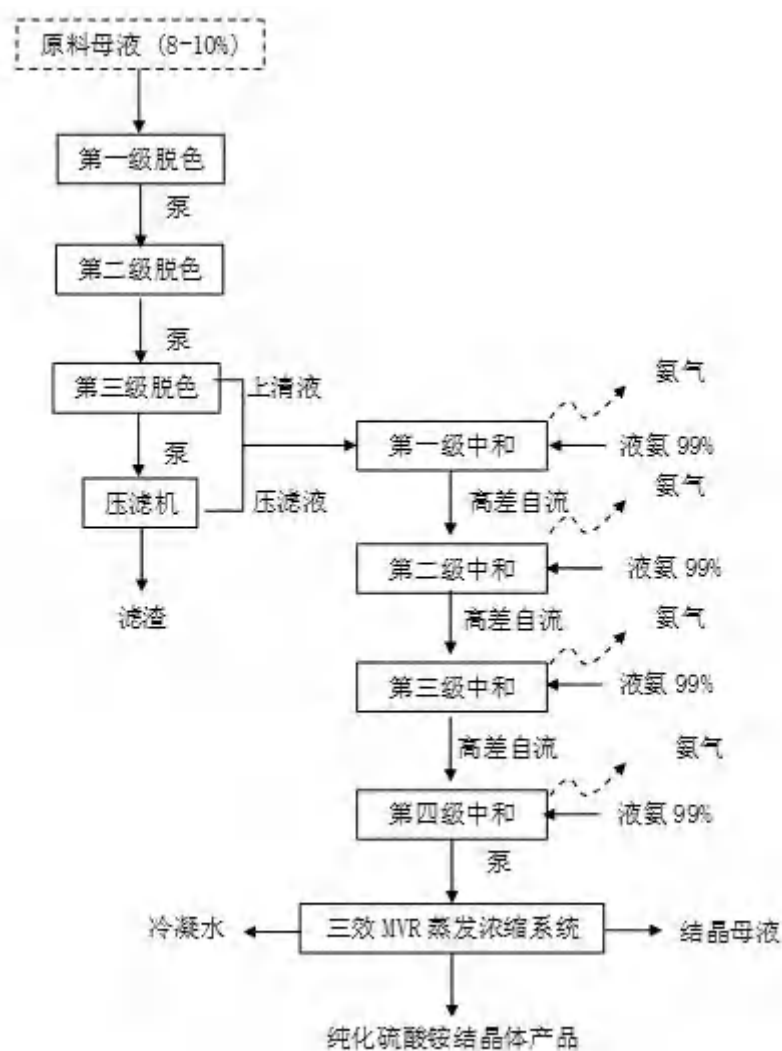 原料母液 (8-10%)
第一级脱色
泵
第二级脱色
泵
第三级脱色
上清液
氨气
泵
第一级中和
液氨 99%
压滤机
压滤液
高差自流
氨气
第二级中和
液氨 99%
滤渣
高差自流
氨气
第三级中和
液氨 99%
高差自流
氨气
第四级中和
液氨 99%
泵
冷凝水
三效 MVR 蒸发浓缩系统
结晶母液
纯化硫酸铵结晶体产品